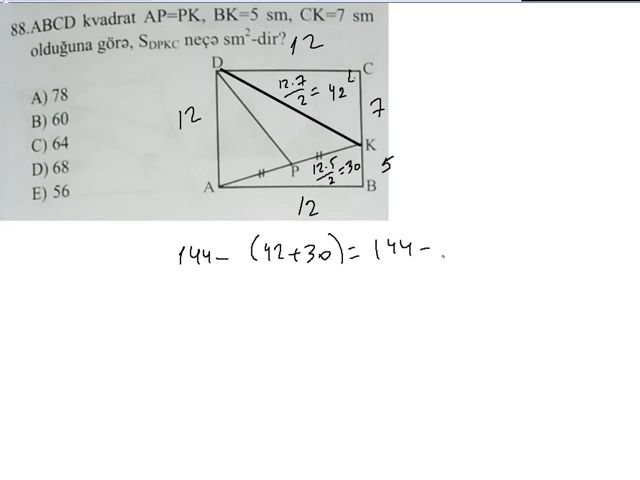 88.ABCD kvadrat AP=PK, BK=5 sm, CK=7 sm
olduğuna görə, S_DPKC neçə sm²-dir?
12
A) 78
B) 60
C) 64
D) 68
E) 56
D
C
12·7/2 = 42
7
12
K
P
12·5/2 = 30
5
A
B
12
144 - (42+30) = 144 -